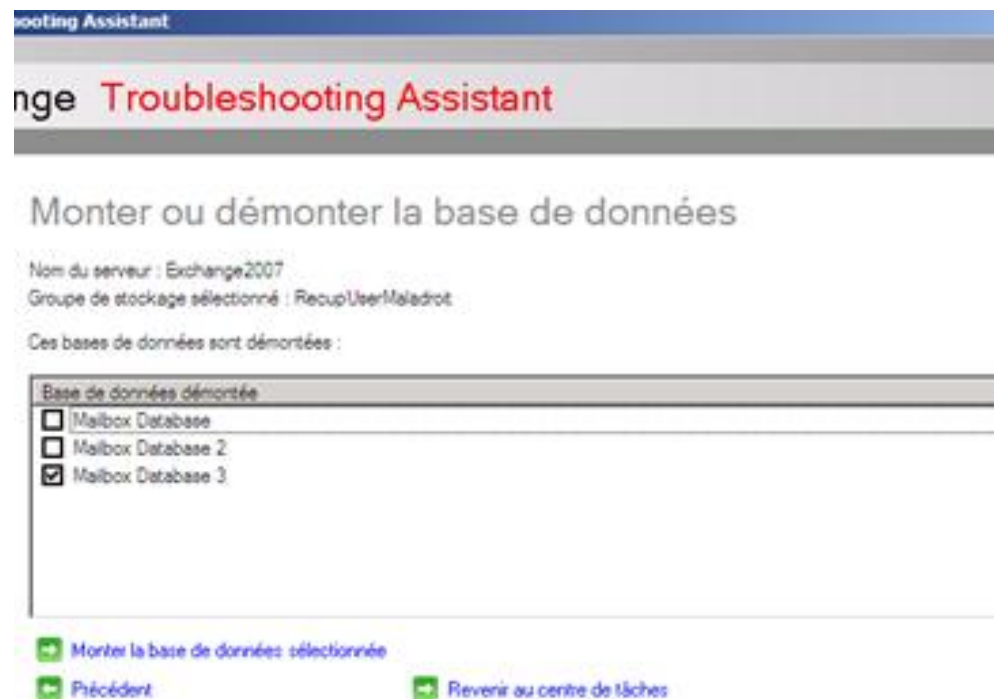 ooting Assistant
nge Troubleshooting Assistant
Monter ou démonter la base de données
Nom du serveur : Exchange2007
Groupe de stockage sélectionné : RecupUserMaladroit
Ces bases de données sont démontées :
Base de données démontée
Mailbox Database
Mailbox Database 2
Mailbox Database 3
Monter la base de données sélectionnée
Précédent Revenir au centre de tâches